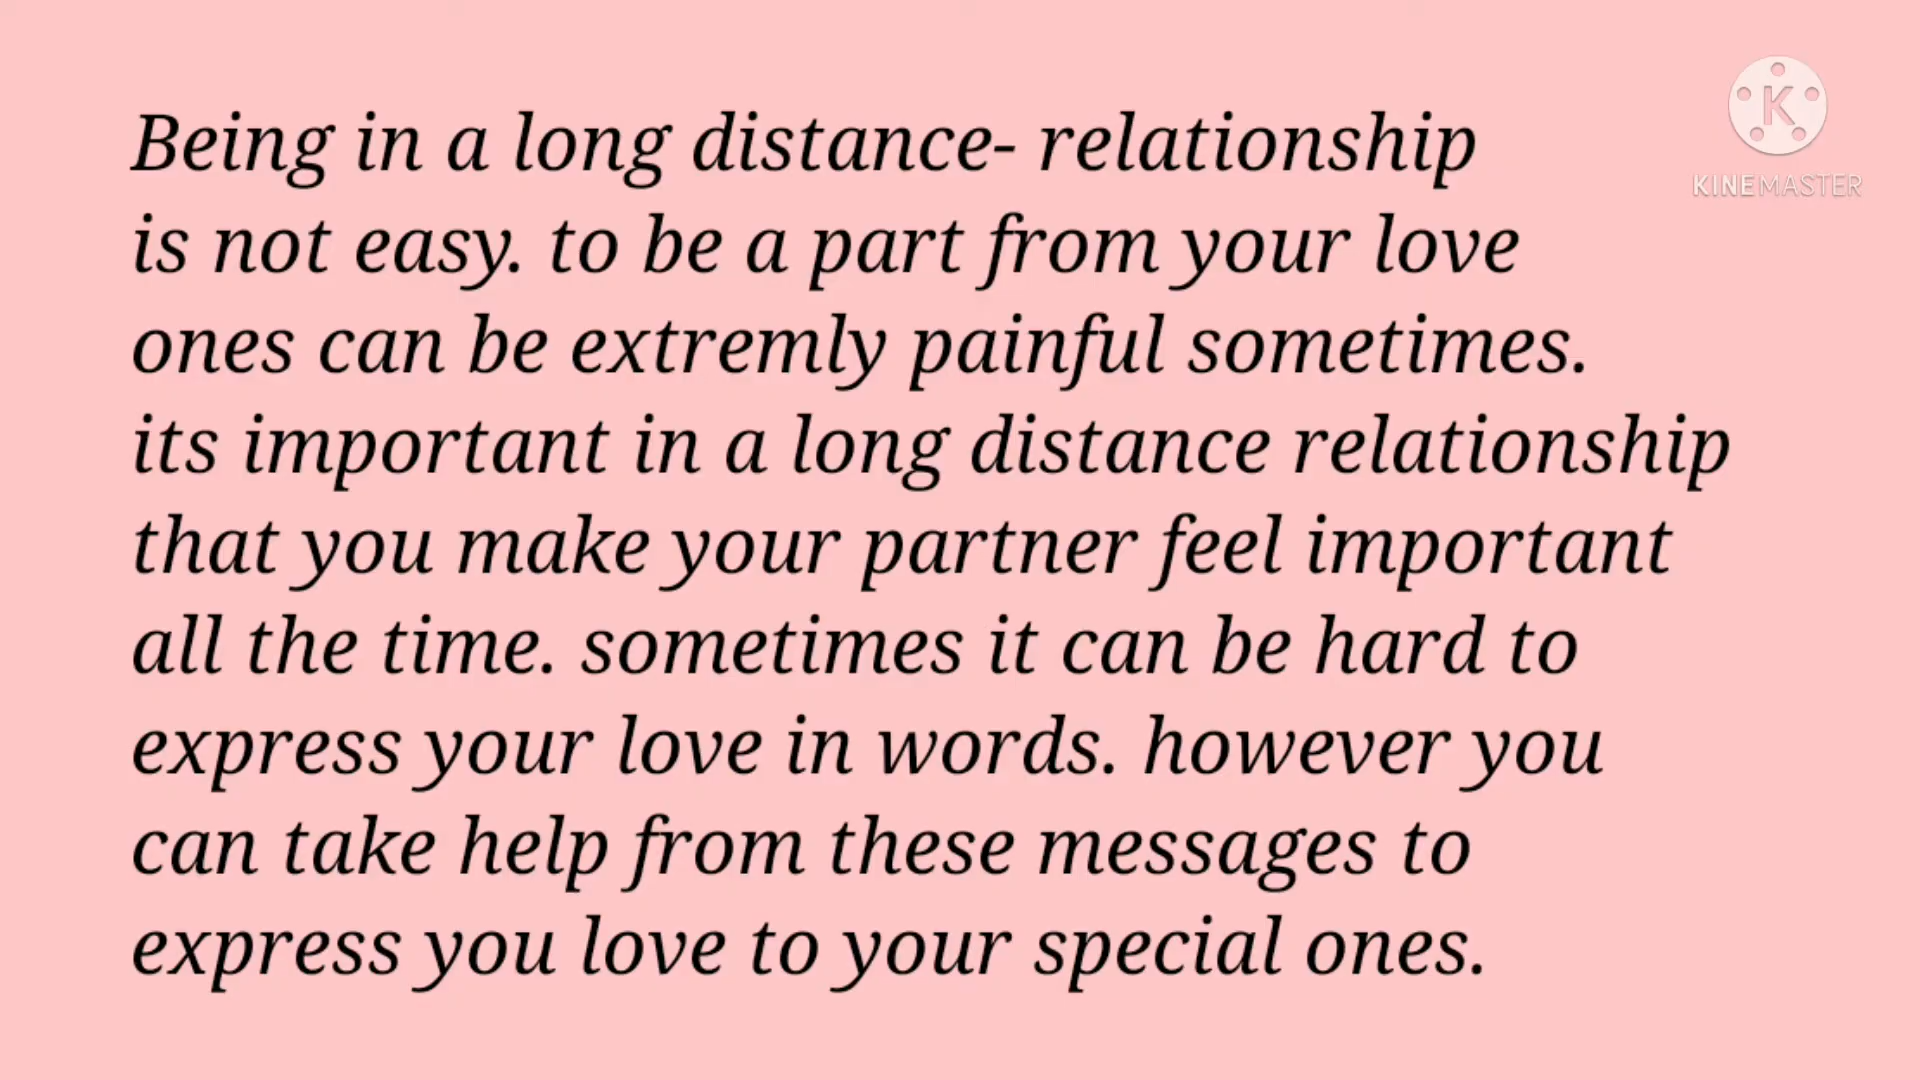 Being in a long distance- relationship
is not easy. to be a part from your love
ones can be extremly painful sometimes.
its important in a long distance relationship
that you make your partner feel important
all the time. sometimes it can be hard to
express your love in words. however you
can take help from these messages to
express you love to your special ones.
K
KINEMASTER